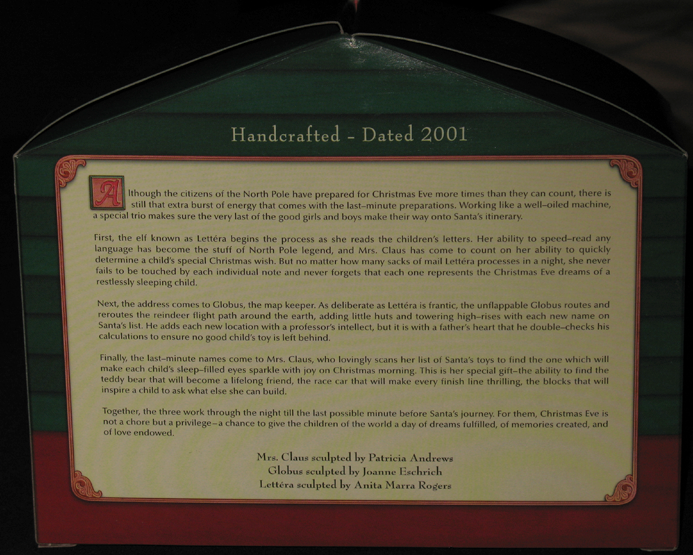 Handcrafted – Dated 2001
Although the citizens of the North Pole have prepared for Christmas Eve more times than they can count, there is
still that extra burst of energy that comes with the last–minute preparations. Working like a well–oiled machine,
a special trio makes sure the very last of the good girls and boys make their way onto Santa's itinerary.
First, the elf known as Lettéra begins the process as she reads the children's letters. Her ability to speed–read any
language has become the stuff of North Pole legend, and Mrs. Claus has come to count on her ability to quickly
determine a child's special Christmas wish. But no matter how many sacks of mail Lettéra processes in a night, she never
fails to be touched by each individual note and never forgets that each one represents the Christmas Eve dreams of a
restlessly sleeping child.
Next, the address comes to Globus, the map keeper. As deliberate as Lettéra is frantic, the unflappable Globus routes and
reroutes the reindeer flight path around the earth, adding little huts and towering high–rises with each new name on
Santa's list. He adds each new location with a professor's intellect, but it is with a father's heart that he double–checks his
calculations to ensure no good child's toy is left behind.
Finally, the last–minute names come to Mrs. Claus, who lovingly scans her list of Santa's toys to find the one which will
make each child's sleep–filled eyes sparkle with joy on Christmas morning. This is her special gift–the ability to find the
teddy bear that will become a lifelong friend, the race car that will make every finish line thrilling, the blocks that will
inspire a child to ask what else she can build.
Together, the three work through the night till the last possible minute before Santa's journey. For them, Christmas Eve is
not a chore but a privilege–a chance to give the children of the world a day of dreams fulfilled, of memories created, and
of love endowed.
Mrs. Claus sculpted by Patricia Andrews
Globus sculpted by Joanne Eschrich
Lettéra sculpted by Anita Marra Rogers